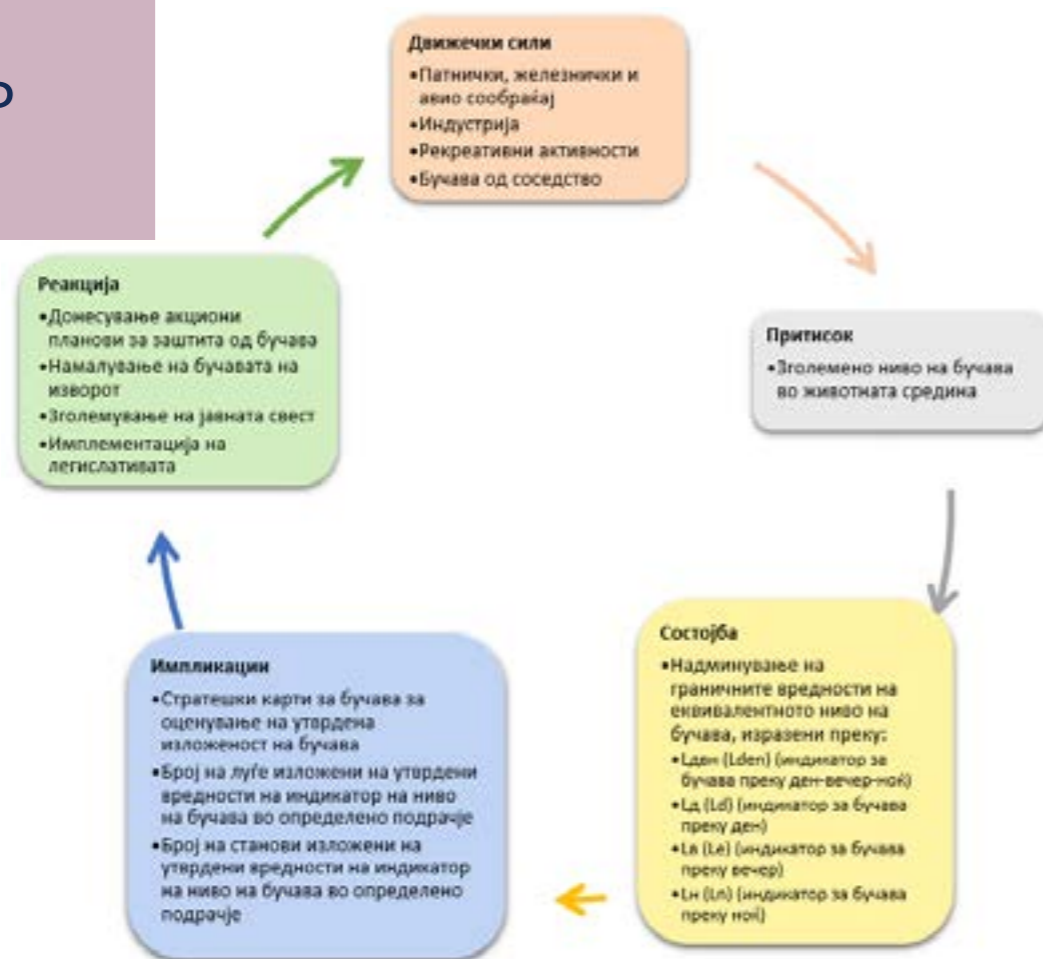 Движечки сили
•Патнички, железнички и
авио сообраќај
•Индустрија
•Рекреативни активности
•Бучава од соседство
Притисок
•Зголемено ниво на бучава
во животната средина
Состојба
•Надминување на
граничните вредности на
еквивалентното ниво на
бучава, изразени преку:
•Lдвн (Lden) (индикатор за
бучава преку ден-вечер-ноќ)
•Lд (Ld) (индикатор за бучава
преку ден)
•Lв (Le) (индикатор за бучава
преку вечер)
•Lн (Ln) (индикатор за бучава
преку ноќ)
Импликации
•Стратешки карти за бучава за
оценување на утврдена
изложеност на бучава
•Број на луѓе изложени на утврдени
вредности на индикатор на ниво
на бучава во определено подрачје
•Број на станови изложени на
утврдени вредности на индикатор
на ниво на бучава во определено
подрачје
Реакција
•Донесување акциони
планови за заштита од бучава
•Намалување на бучавата на
изворот
•Зголемување на јавната свест
•Имплементација на
легислативата